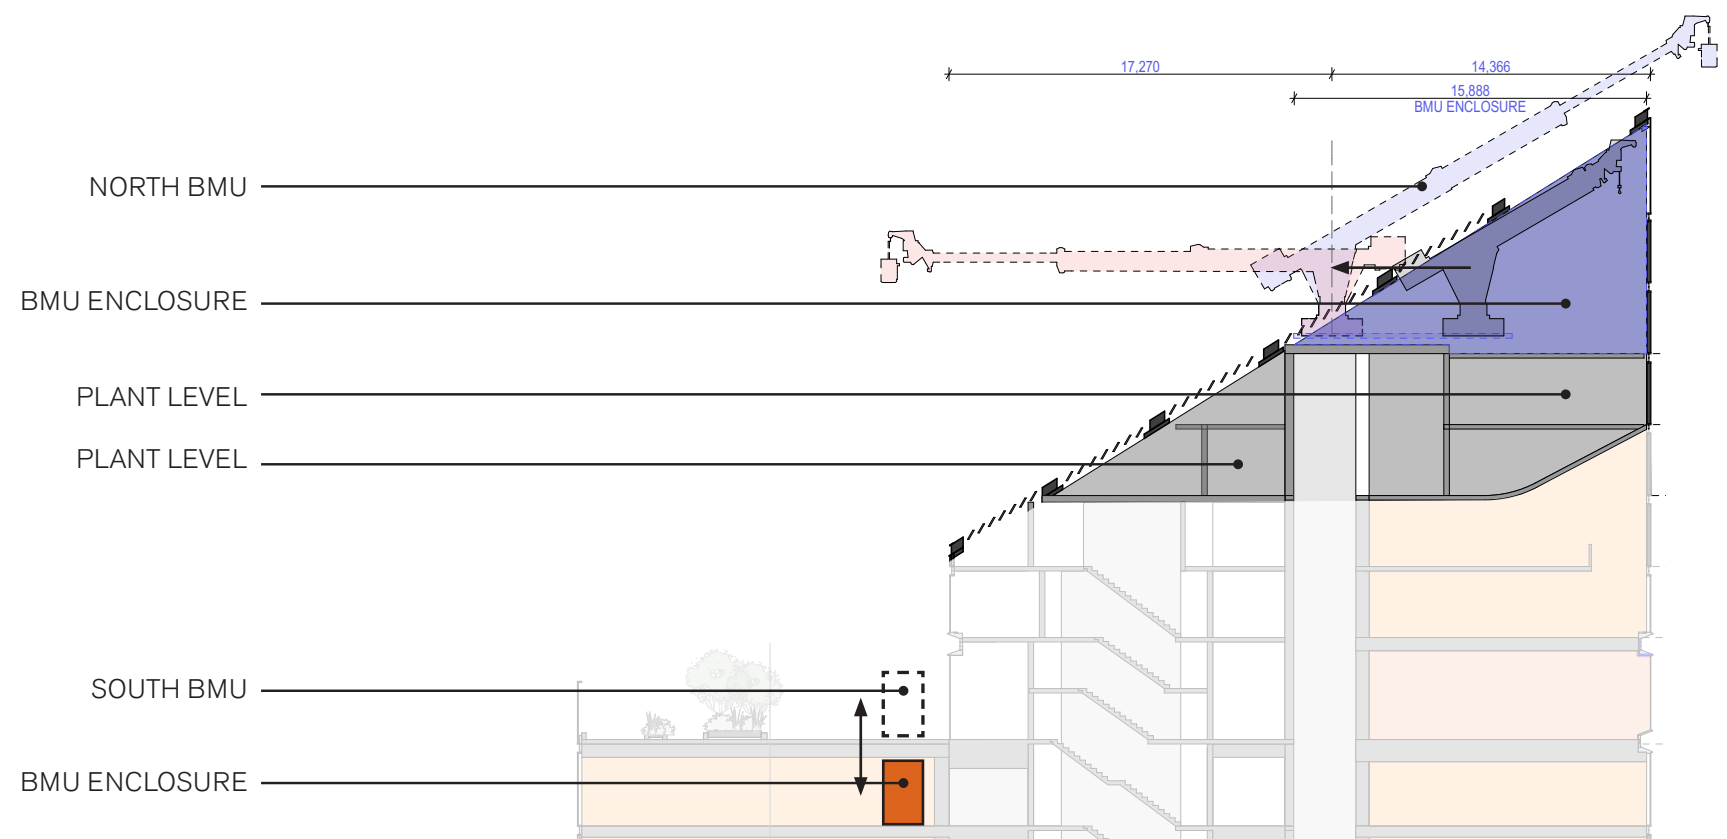 17,270
14,366
15,888
BMU ENCLOSURE
NORTH BMU
BMU ENCLOSURE
PLANT LEVEL
PLANT LEVEL
SOUTH BMU
BMU ENCLOSURE